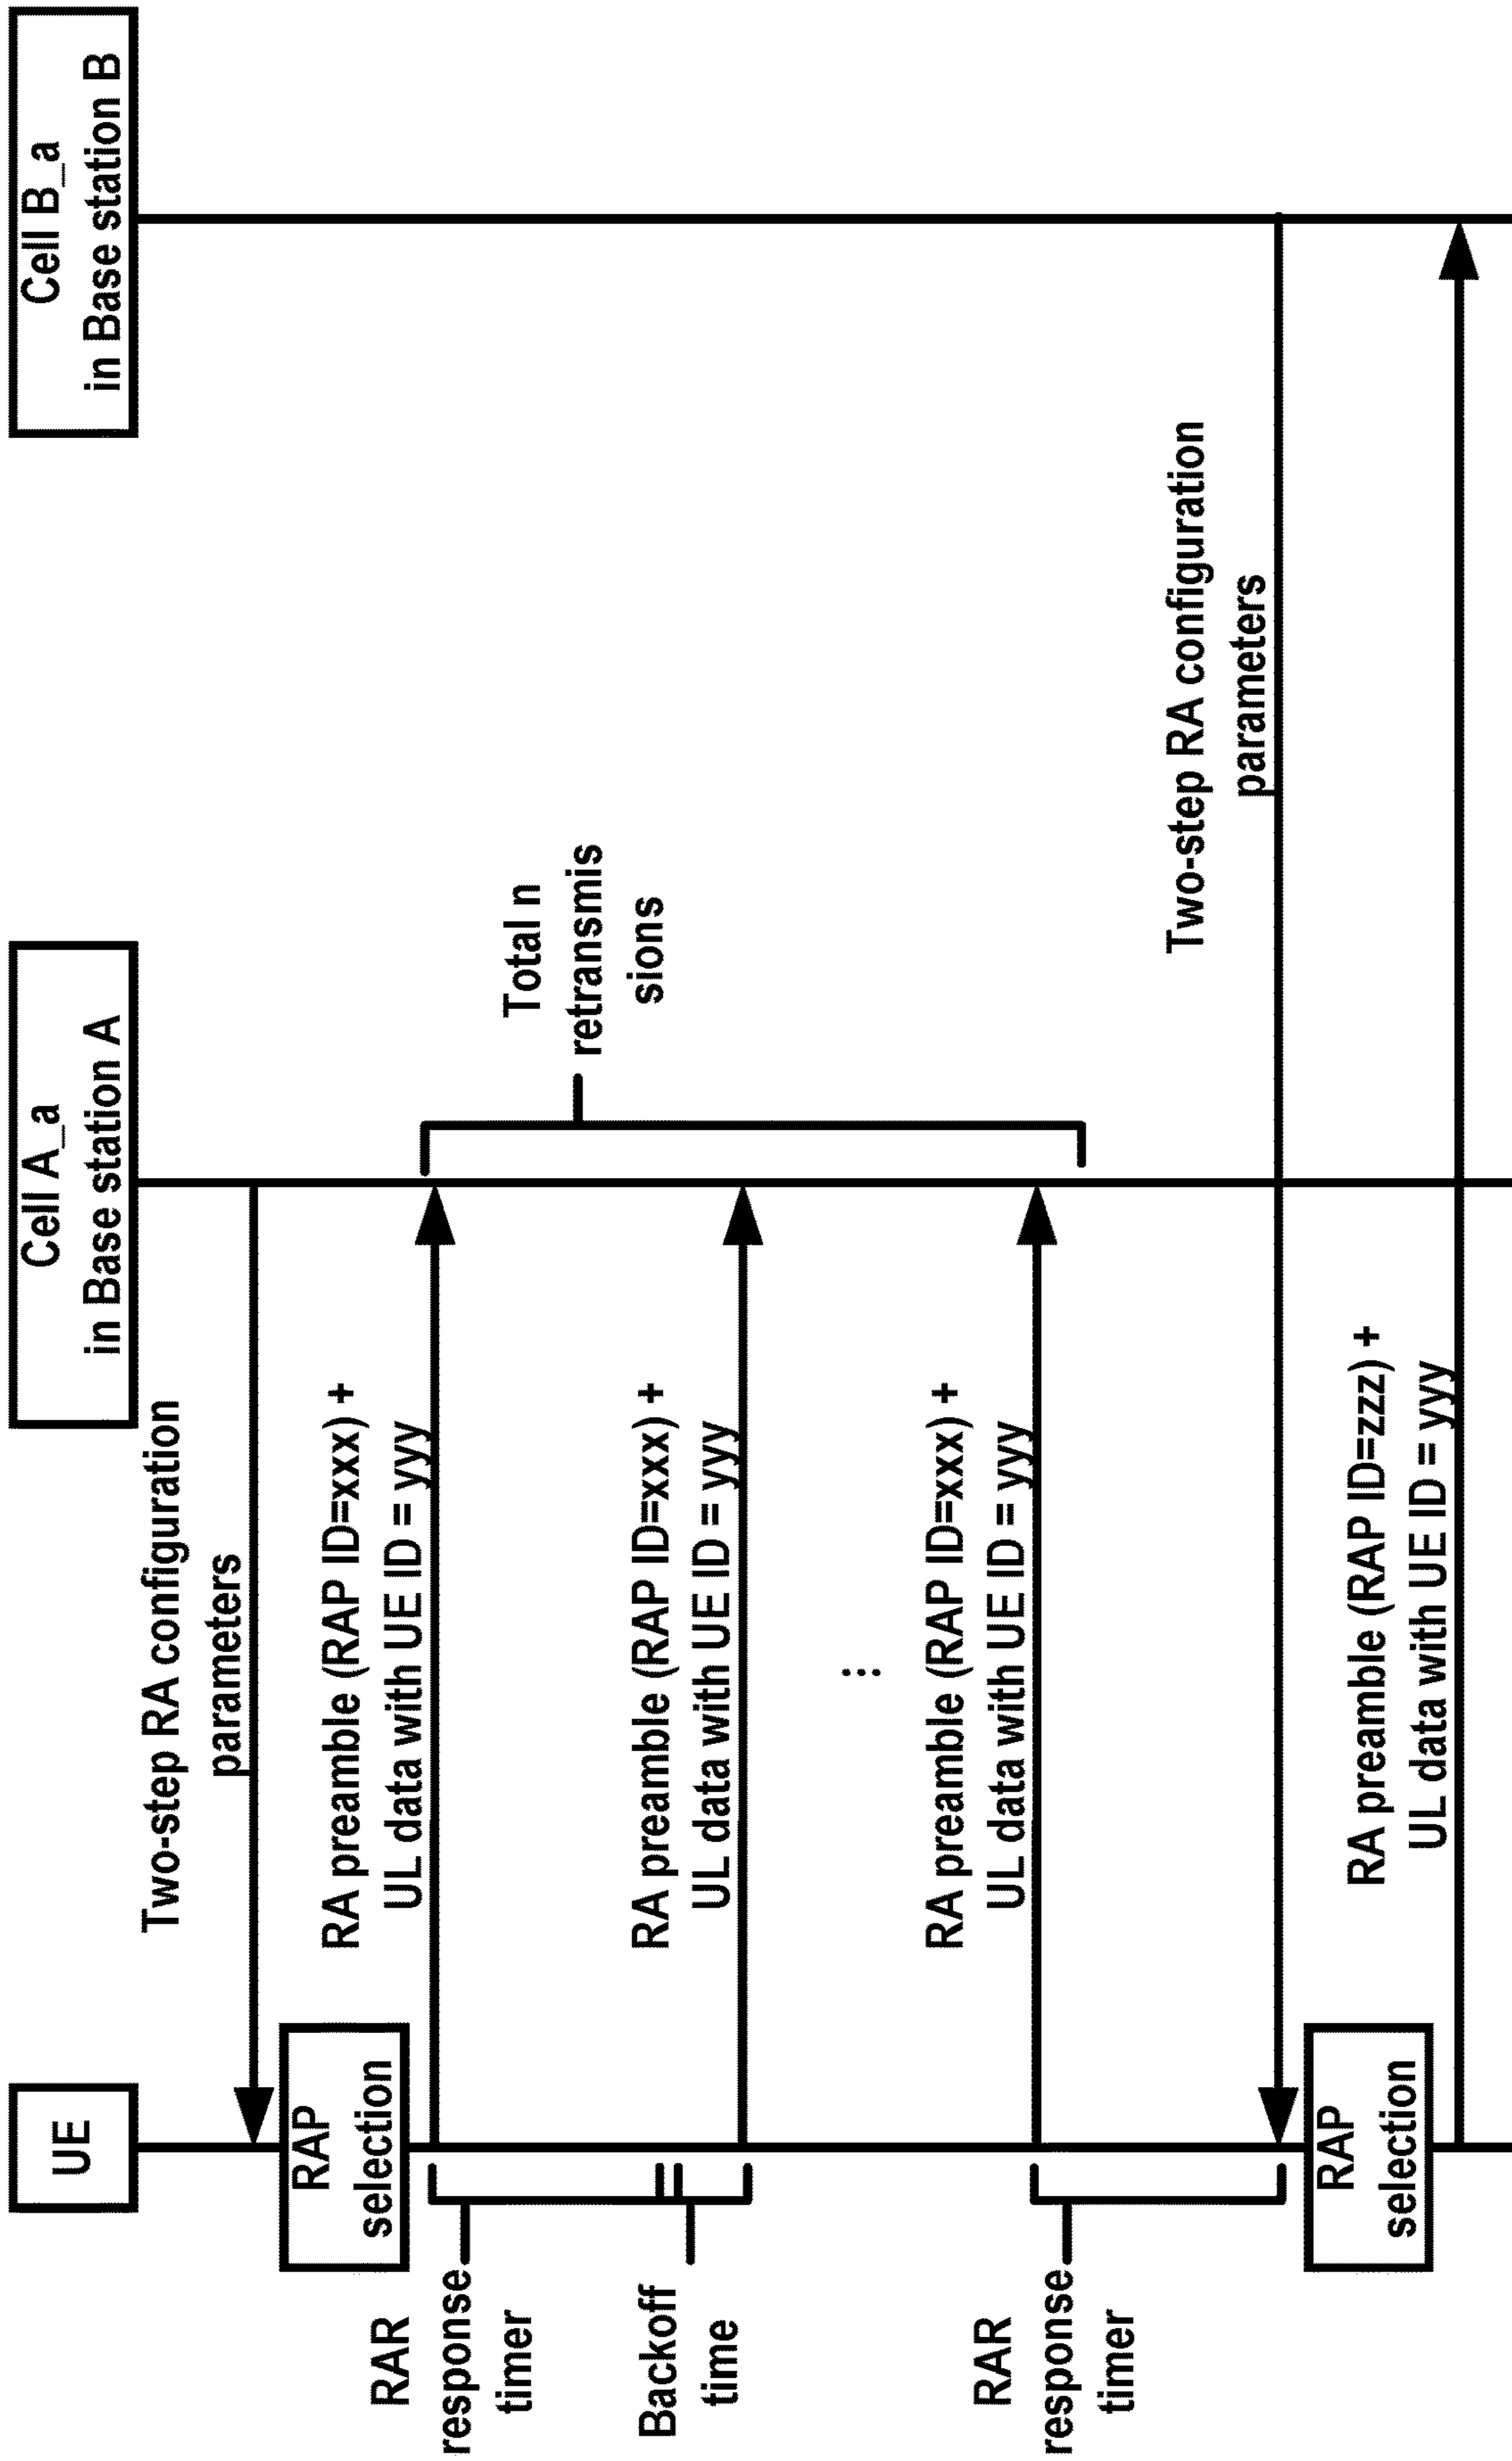 UE
Cell A_a
in Base station A
Cell B_a
in Base station B
Two-step RA configuration
parameters
RAP
selection
RA preamble (RAP ID=xxx) +
UL data with UE ID = yyy
RAR
response
timer
Total n
retransmis
sions
Backoff
time
RA preamble (RAP ID=xxx) +
UL data with UE ID = yyy
...
RA preamble (RAP ID=xxx) +
UL data with UE ID = yyy
RAR
response
timer
Two-step RA configuration
parameters
RAP
selection
RA preamble (RAP ID=zzz) +
UL data with UE ID = yyy